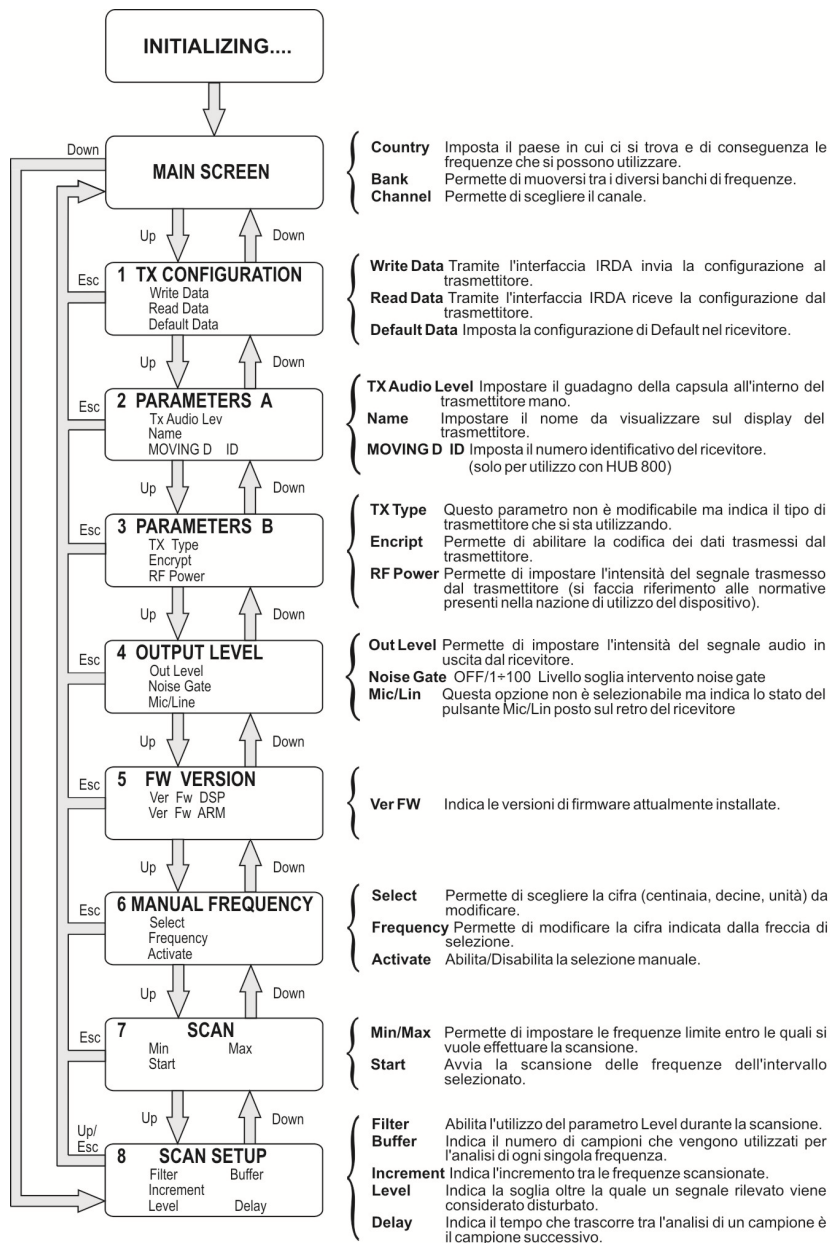 INITIALIZING....
Down
MAIN SCREEN
Country Imposta il paese in cui ci si trova e di conseguenza le
frequenze che si possono utilizzare.
Bank Permette di muoversi tra i diversi banchi di frequenze.
Channel Permette di scegliere il canale.
Up
Down
Esc
1 TX CONFIGURATION
Write Data
Read Data
Default Data
Write Data Tramite l'interfaccia IRDA invia la configurazione al
trasmettitore.
Read Data Tramite l'interfaccia IRDA riceve la configurazione dal
trasmettitore.
Default Data Imposta la configurazione di Default nel ricevitore.
Up
Down
Esc
2 PARAMETERS A
Tx Audio Lev
Name
MOVING D ID
TX Audio Level Impostare il guadagno della capsula all'interno del
trasmettitore mano.
Name Impostare il nome da visualizzare sul display del
trasmettitore.
MOVING D ID Imposta il numero identificativo del ricevitore.
(solo per utilizzo con HUB 800)
Up
Down
Esc
3 PARAMETERS B
TX Type
Encrypt
RF Power
TX Type Questo parametro non è modificabile ma indica il tipo di
trasmettitore che si sta utilizzando.
Encript Permette di abilitare la codifica dei dati trasmessi dal
trasmettitore.
RF Power Permette di impostare l'intensità del segnale trasmesso
dal trasmettitore (si faccia riferimento alle normative
presenti nella nazione di utilizzo del dispositivo).
Up
Down
Esc
4 OUTPUT LEVEL
Out Level
Noise Gate
Mic/Line
Out Level Permette di impostare l'intensità del segnale audio in
uscita dal ricevitore.
Noise Gate OFF/1÷100 Livello soglia intervento noise gate
Mic/Lin Questa opzione non è selezionabile ma indica lo stato del
pulsante Mic/Lin posto sul retro del ricevitore
Up
Down
Esc
5 FW VERSION
Ver Fw DSP
Ver Fw ARM
Ver FW Indica le versioni di firmware attualmente installate.
Up
Down
Esc
6 MANUAL FREQUENCY
Select
Frequency
Activate
Select Permette di scegliere la cifra (centinaia, decine, unità) da
modificare.
Frequency Permette di modificare la cifra indicata dalla freccia di
selezione.
Activate Abilita/Disabilita la selezione manuale.
Up
Down
Esc
7 SCAN
Min Max
Start
Min/Max Permette di impostare le frequenze limite entro le quali si
vuole effettuare la scansione.
Start Avvia la scansione delle frequenze dell'intervallo
selezionato.
Up
Down
Up/
Esc
8 SCAN SETUP
Filter Buffer
Increment
Level Delay
Filter Abilita l'utilizzo del parametro Level durante la scansione.
Buffer Indica il numero di campioni che vengono utilizzati per
l'analisi di ogni singola frequenza.
Increment Indica l'incremento tra le frequenze scansionate.
Level Indica la soglia oltre la quale un segnale rilevato viene
considerato disturbato.
Delay Indica il tempo che trascorre tra l'analisi di un campione è
il campione successivo.